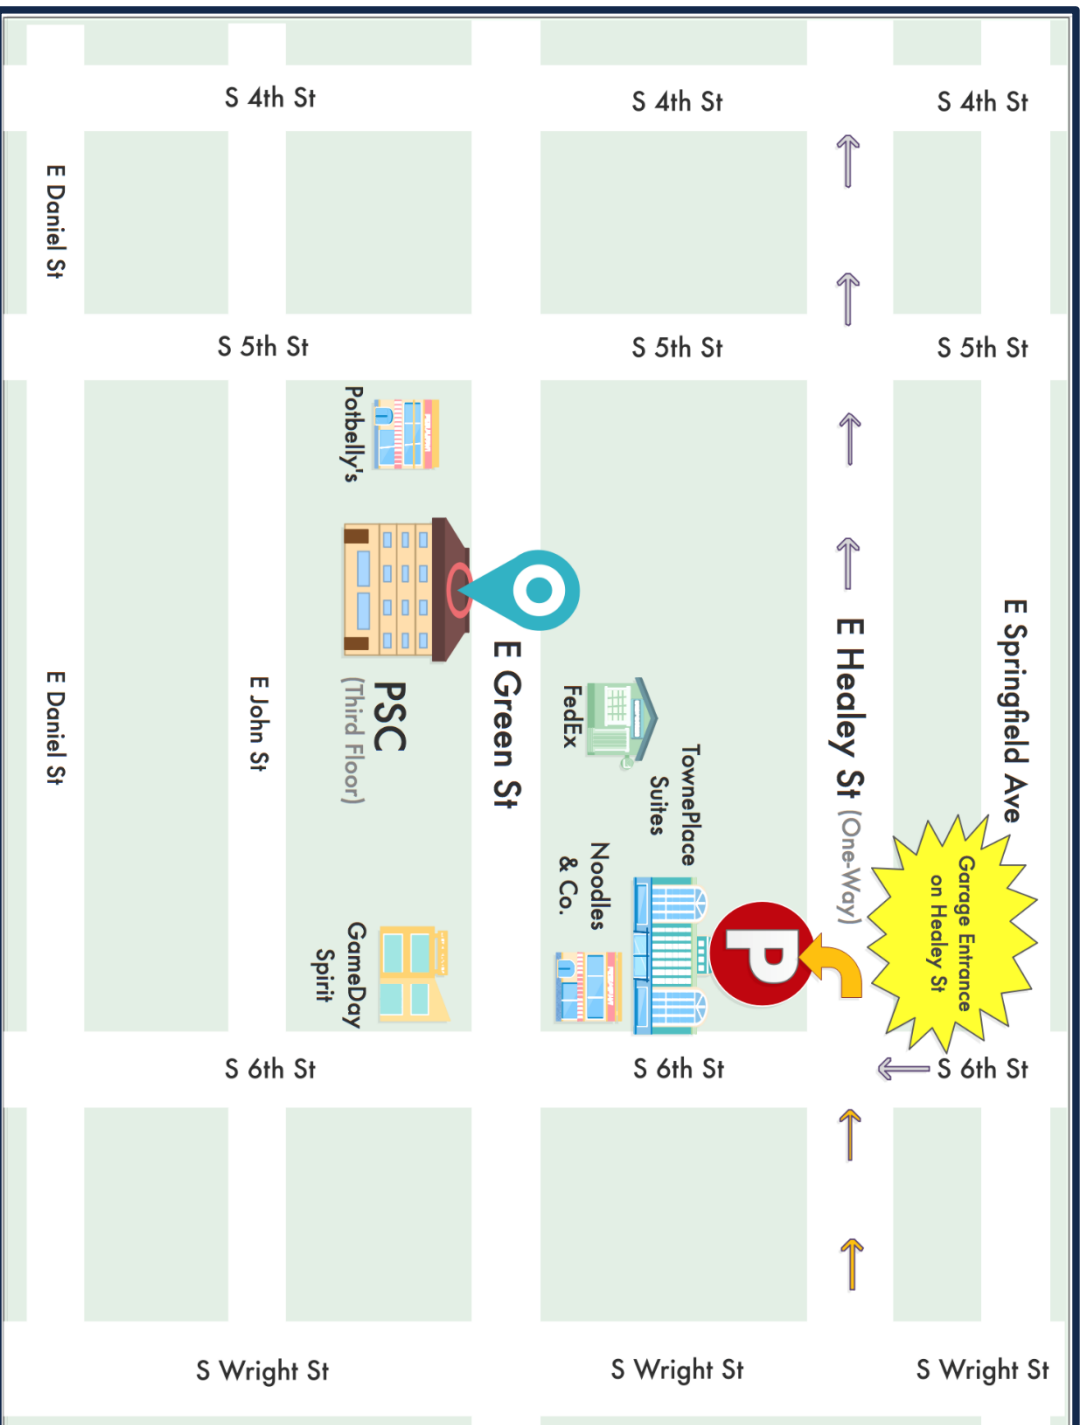 S 4th St
S 4th St
S 4th St
E Daniel St
S 5th St
S 5th St
S 5th St
Potbelly's
PSC
(Third Floor)
E Green St
FedEx
TownePlace
Suites
Noodles
& Co.
P
E Healey St (One-Way)
E Springfield Ave
Garage Entrance
on Healey St
E Daniel St
E John St
GameDay
Spirit
S 6th St
S 6th St
S 6th St
S Wright St
S Wright St
S Wright St